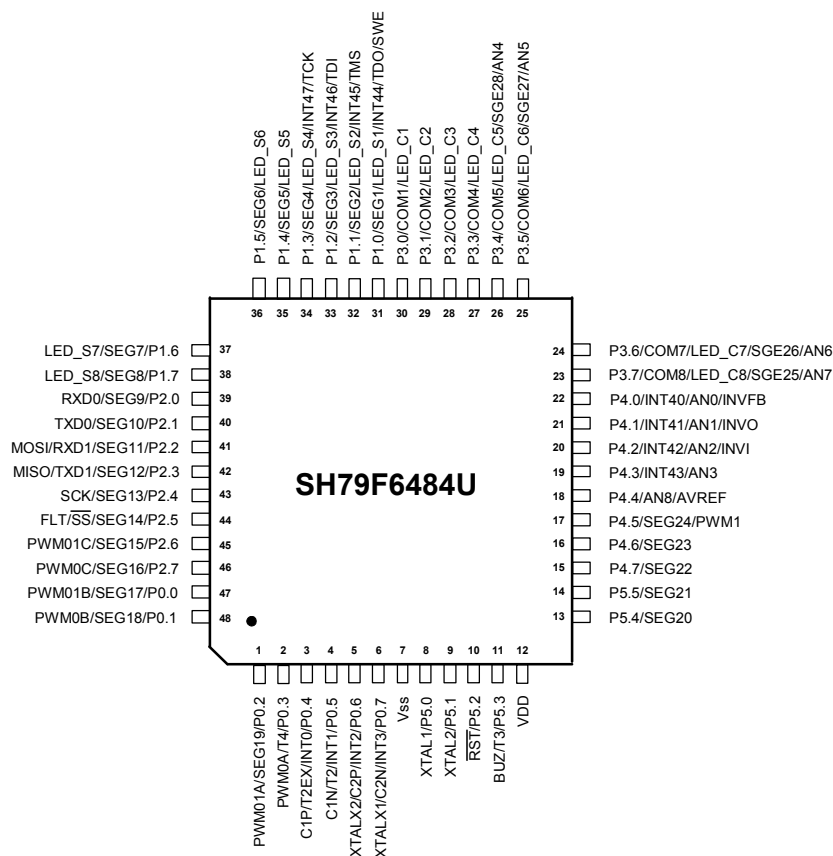 P1.5/SEG6/LED_S6
P1.4/SEG5/LED_S5
P1.3/SEG4/LED_S4/INT47/TCK
P1.2/SEG3/LED_S3/INT46/TDI
P1.1/SEG2/LED_S2/INT45/TMS
P1.0/SEG1/LED_S1/INT44/TDO/SWE
P3.0/COM1/LED_C1
P3.1/COM2/LED_C2
P3.2/COM3/LED_C3
P3.3/COM4/LED_C4
P3.4/COM5/LED_C5/SGE28/AN4
P3.5/COM6/LED_C6/SGE27/AN5
36 35 34 33 32 31 30 29 28 27 26 25
LED_S7/SEG7/P1.6 37
LED_S8/SEG8/P1.7 38
RXD0/SEG9/P2.0 39
TXD0/SEG10/P2.1 40
MOSI/RXD1/SEG11/P2.2 41
MISO/TXD1/SEG12/P2.3 42
SCK/SEG13/P2.4 43
FLT/SS/SEG14/P2.5 44
PWM01C/SEG15/P2.6 45
PWM0C/SEG16/P2.7 46
PWM01B/SEG17/P0.0 47
PWM0B/SEG18/P0.1 48
SH79F6484U
24 P3.6/COM7/LED_C7/SGE26/AN6
23 P3.7/COM8/LED_C8/SGE25/AN7
22 P4.0/INT40/AN0/INVFB
21 P4.1/INT41/AN1/INVO
20 P4.2/INT42/AN2/INVI
19 P4.3/INT43/AN3
18 P4.4/AN8/AVREF
17 P4.5/SEG24/PWM1
16 P4.6/SEG23
15 P4.7/SEG22
14 P5.5/SEG21
13 P5.4/SEG20
1 2 3 4 5 6 7 8 9 10 11 12
PWM01A/SEG19/P0.2
PWM0A/T4/P0.3
C1P/T2EX/INT0/P0.4
C1N/T2/INT1/P0.5
XTALX2/C2P/INT2/P0.6
XTALX1/C2N/INT3/P0.7
Vss
XTAL1/P5.0
XTAL2/P5.1
RST/P5.2
BUZ/T3/P5.3
VDD